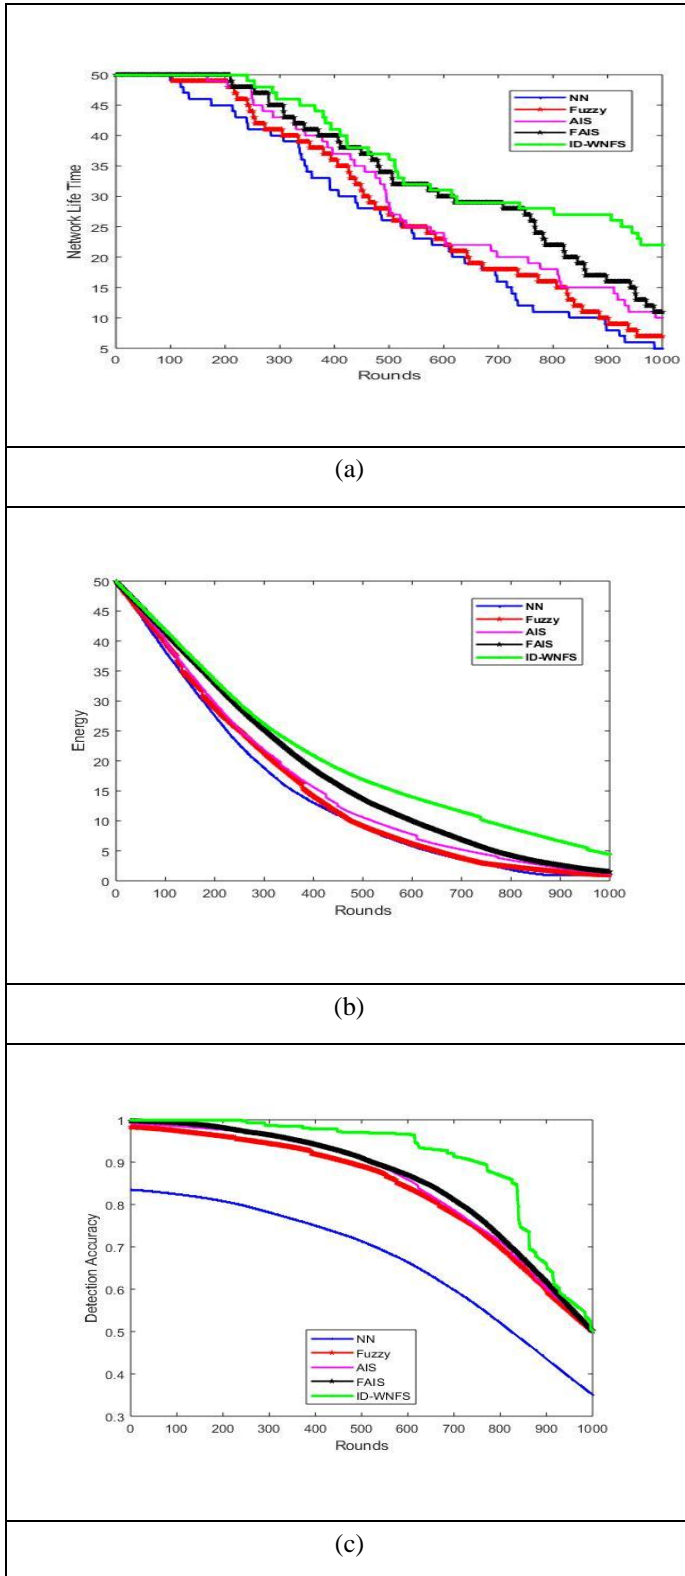 50
45
40
35
30
25
20
15
10
5
Network Life Time
NN
Fuzzy
AIS
FAIS
ID-WNFS
0 100 200 300 400 500 600 700 800 900 1000
Rounds
(a)
50
45
40
35
30
25
20
15
10
5
0
Energy
NN
Fuzzy
AIS
FAIS
ID-WNFS
0 100 200 300 400 500 600 700 800 900 1000
Rounds
(b)
1
0.9
0.8
0.7
0.6
0.5
0.4
0.3
Detection Accuracy
NN
Fuzzy
AIS
FAIS
ID-WNFS
0 100 200 300 400 500 600 700 800 900 1000
Rounds
(c)